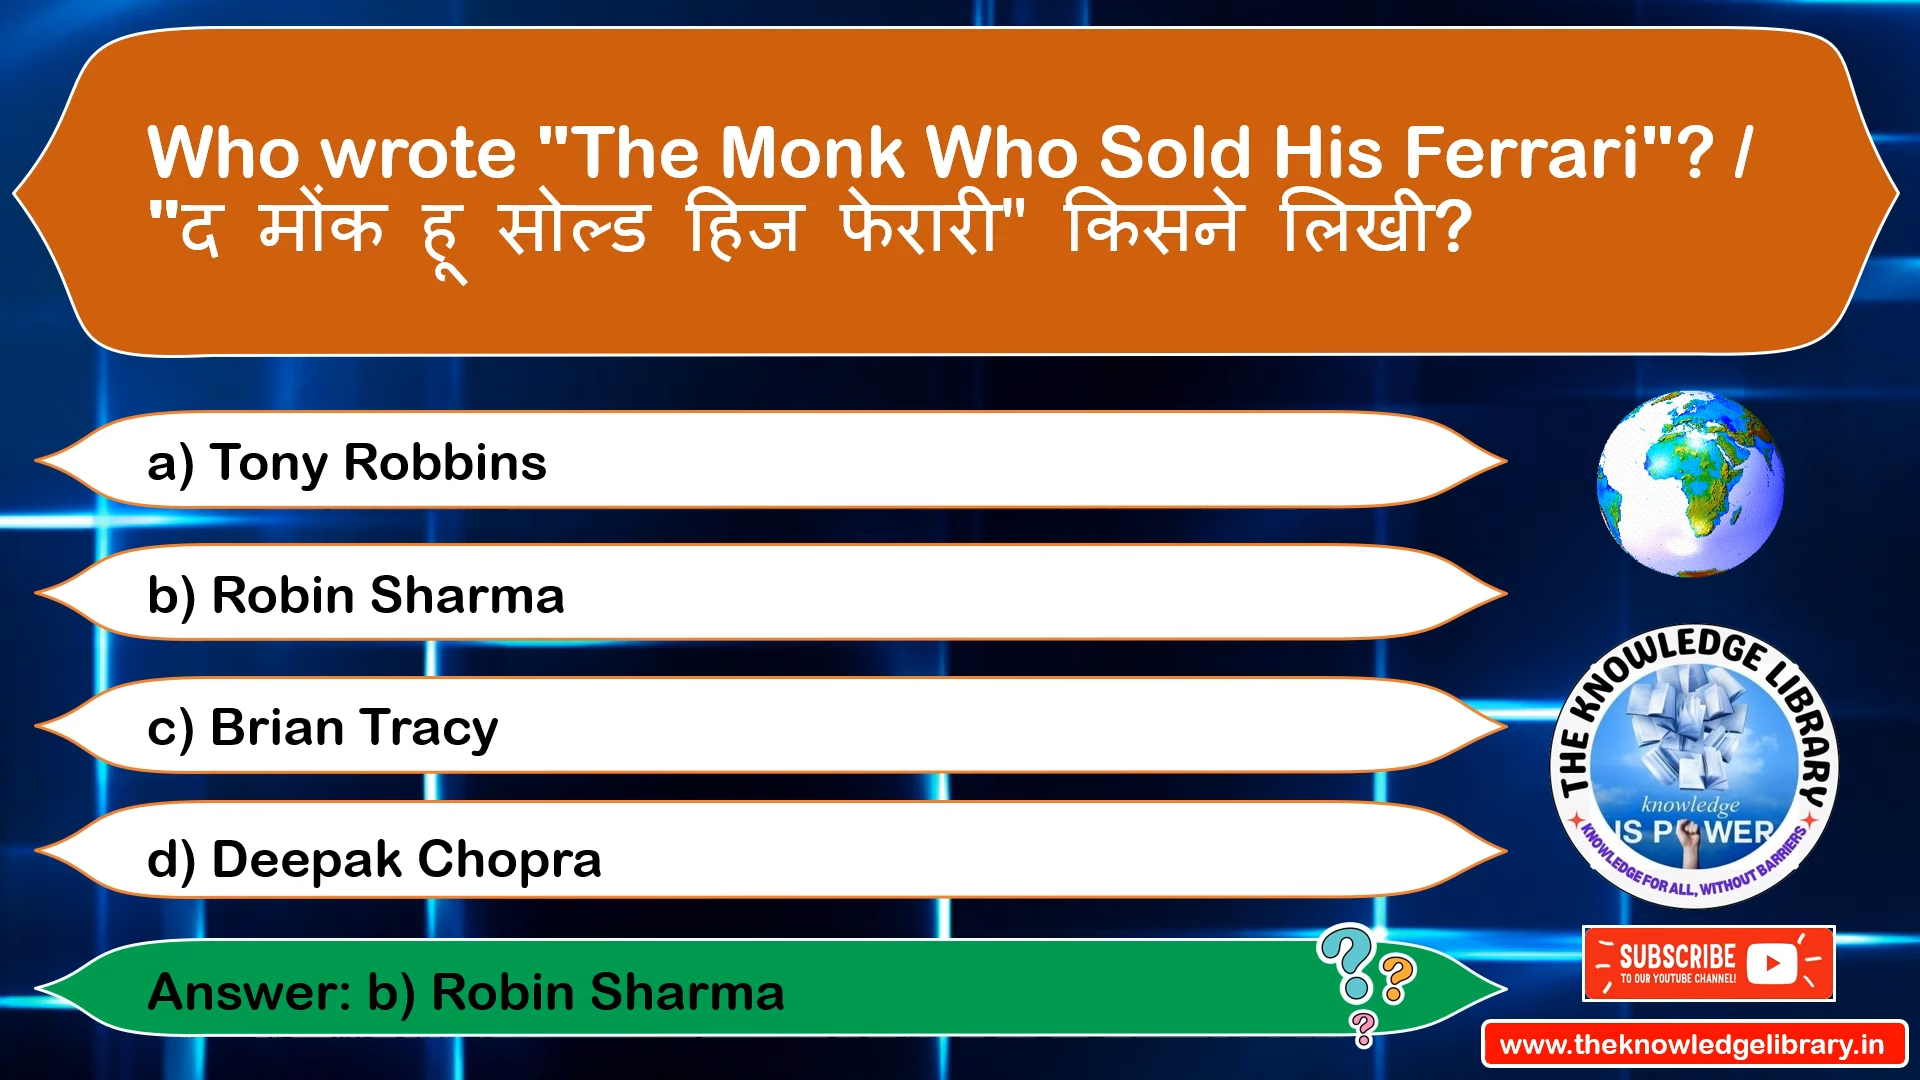 Who wrote "The Monk Who Sold His Ferrari"? /
"द मोंक हू सोल्ड हिज फेरारी" किसने लिखी?
a) Tony Robbins
b) Robin Sharma
c) Brian Tracy
d) Deepak Chopra
Answer: b) Robin Sharma
THE KNOWLEDGE LIBRARY
knowledge
IS POWER
KNOWLEDGE FOR ALL, WITHOUT BARRIERS
SUBSCRIBE
TO OUR YOUTUBE CHANNEL!
www.theknowledgelibrary.in